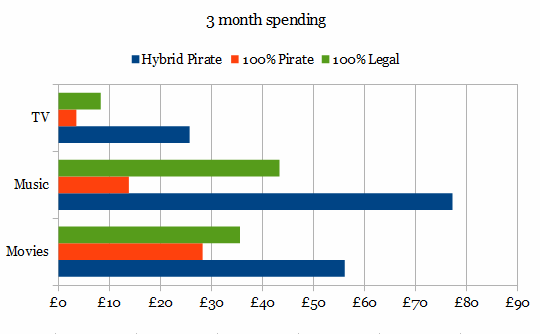 3 month spending
Hybrid Pirate 100% Pirate 100% Legal
TV
Music
Movies
£0 £10 £20 £30 £40 £50 £60 £70 £80 £90